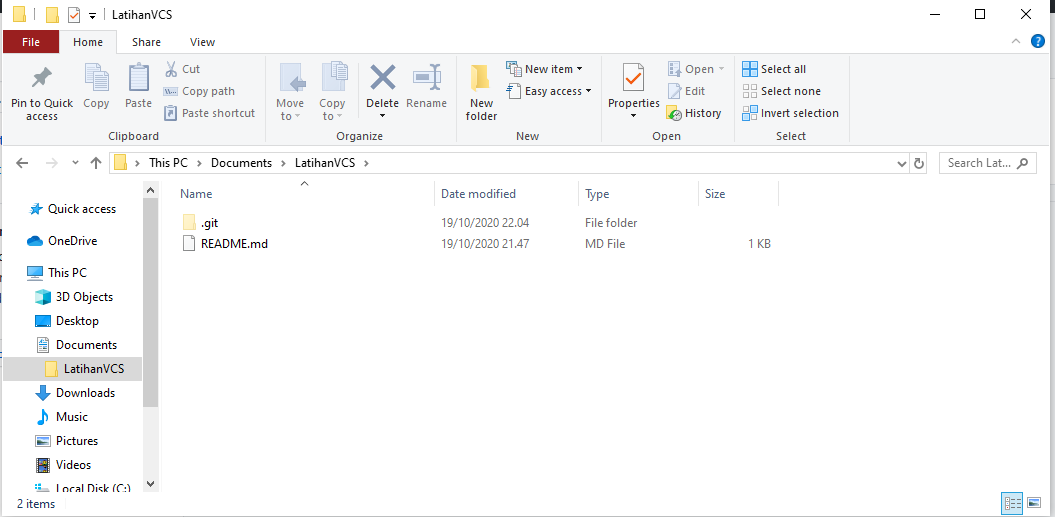 LatihanVCS
File Home Share View
Pin to Quick access
Copy
Paste
Cut
Copy path
Paste shortcut
Clipboard
Move to
Copy to
Delete
Rename
Organize
New folder
New item
Easy access
New
Properties
Open
Edit
History
Open
Select all
Select none
Invert selection
Select
This PC > Documents > LatihanVCS >
Search Lat...
Name Date modified Type Size
.git 19/10/2020 22.04 File folder
README.md 19/10/2020 21.47 MD File 1 KB
Quick access
OneDrive
This PC
3D Objects
Desktop
Documents
LatihanVCS
Downloads
Music
Pictures
Videos
Local Disk (C:)
2 items